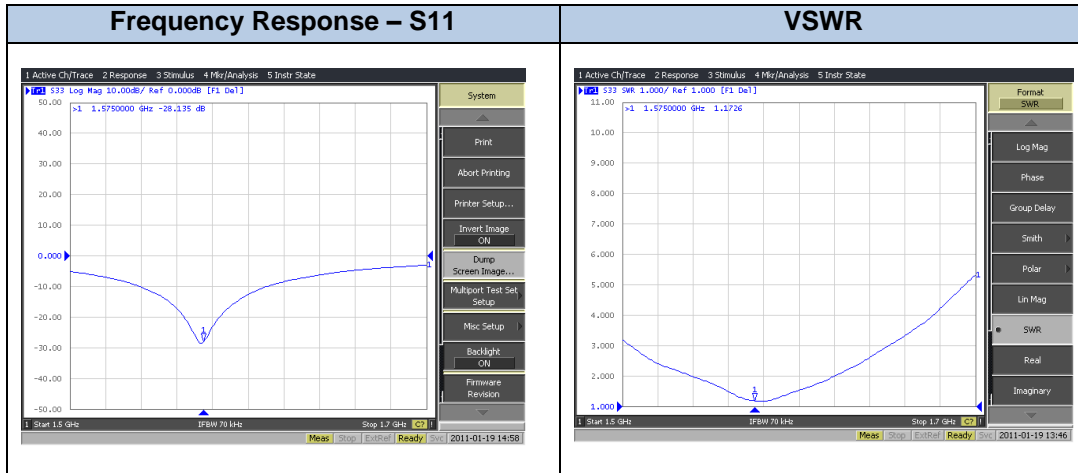 Frequency Response – S11
VSWR
1 Active Ch/Trace 2 Response 3 Stimulus 4 Mkr/Analysis 5 Instr State
Tr1 S33 Log Mag 10.00dB/ Ref 0.000dB [F1 Del]
>1 1.5750000 GHz -28.135 dB
50.00
40.00
30.00
20.00
10.00
0.000
-10.00
-20.00
-30.00
-40.00
-50.00
1
1
1 Start 1.5 GHz IFBW 70 kHz Stop 1.7 GHz C? !
Meas Stop ExtRef Ready Svc 2011-01-19 14:58
System
Print
Abort Printing
Printer Setup...
Invert Image
ON
Dump
Screen Image...
Multiport Test Set
Setup
Misc Setup
Backlight
ON
Firmware
Revision
1 Active Ch/Trace 2 Response 3 Stimulus 4 Mkr/Analysis 5 Instr State
Tr1 S33 SWR 1.000/ Ref 1.000 [F1 Del]
>1 1.5750000 GHz 1.1726
11.00
10.00
9.000
8.000
7.000
6.000
5.000
4.000
3.000
2.000
1.000
1
1
1 Start 1.5 GHz IFBW 70 kHz Stop 1.7 GHz C? !
Meas Stop ExtRef Ready Svc 2011-01-19 13:46
Format
SWR
Log Mag
Phase
Group Delay
Smith
Polar
Lin Mag
SWR
Real
Imaginary